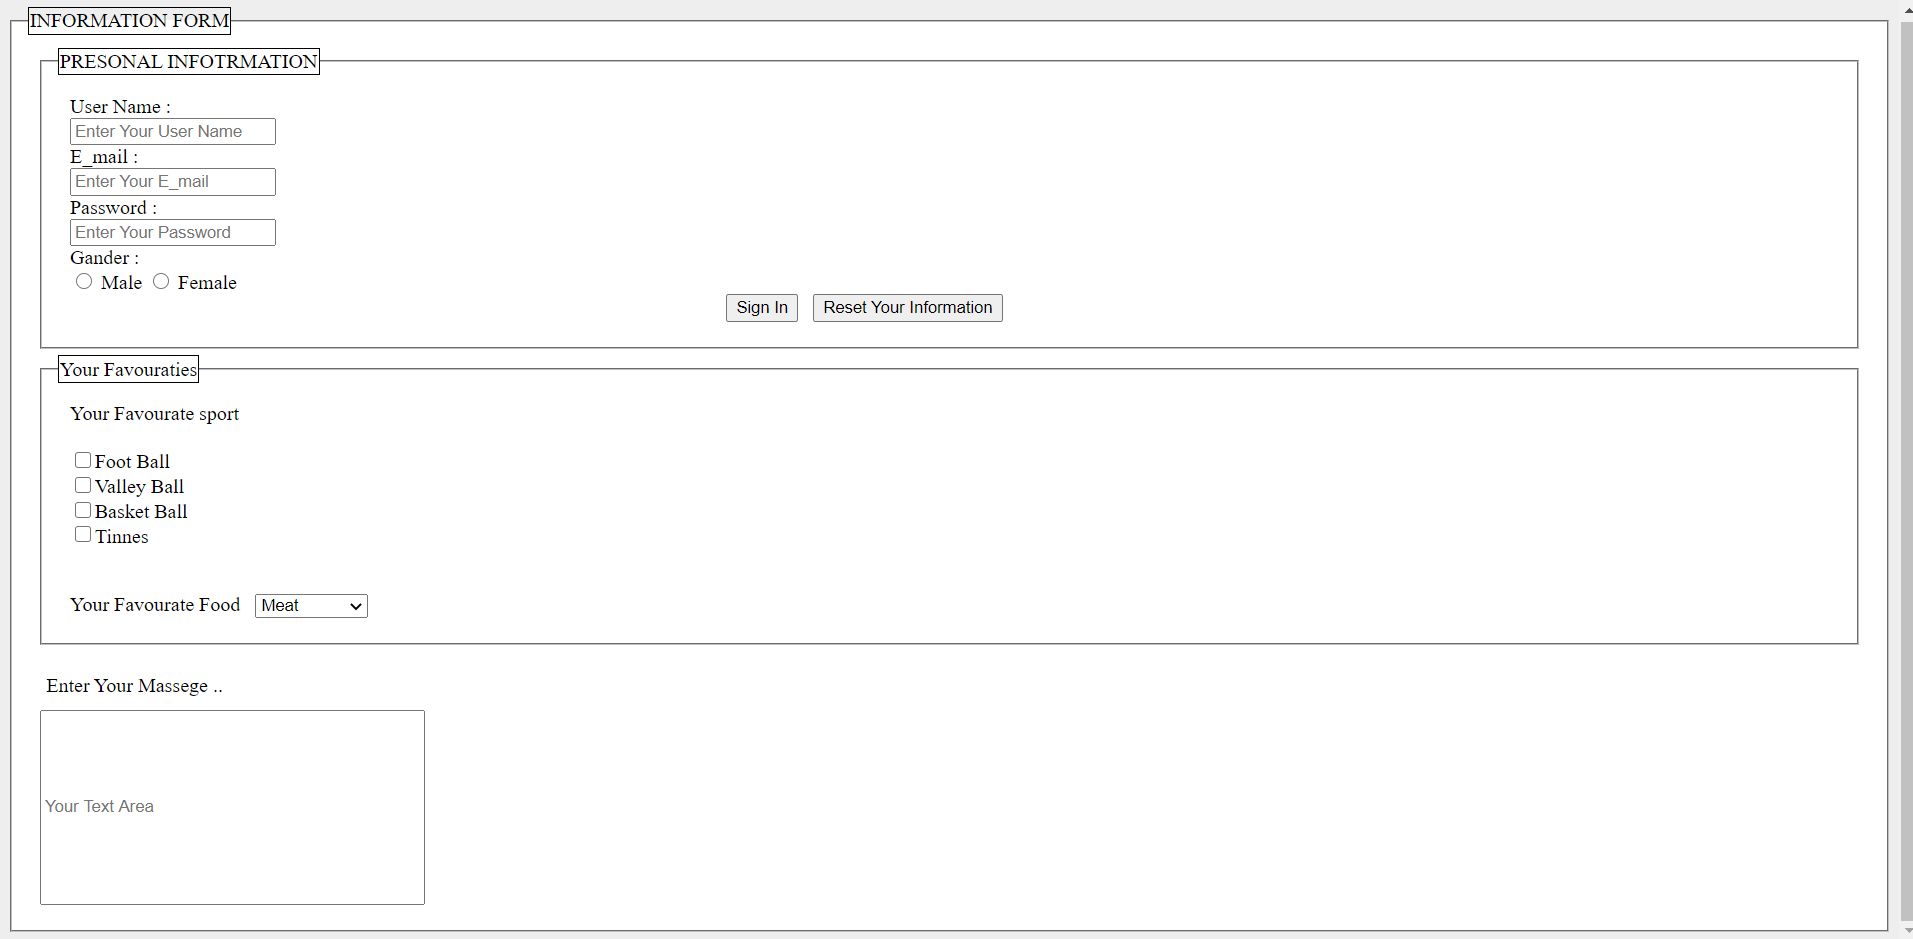 INFORMATION FORM
PRESONAL INFOTRMATION
User Name :
Enter Your User Name
E_mail :
Enter Your E_mail
Password :
Enter Your Password
Gander :
Male Female
Sign In Reset Your Information
Your Favouraties
Your Favourate sport
Foot Ball
Valley Ball
Basket Ball
Tinnes
Your Favourate Food Meat
Enter Your Massege ..
Your Text Area